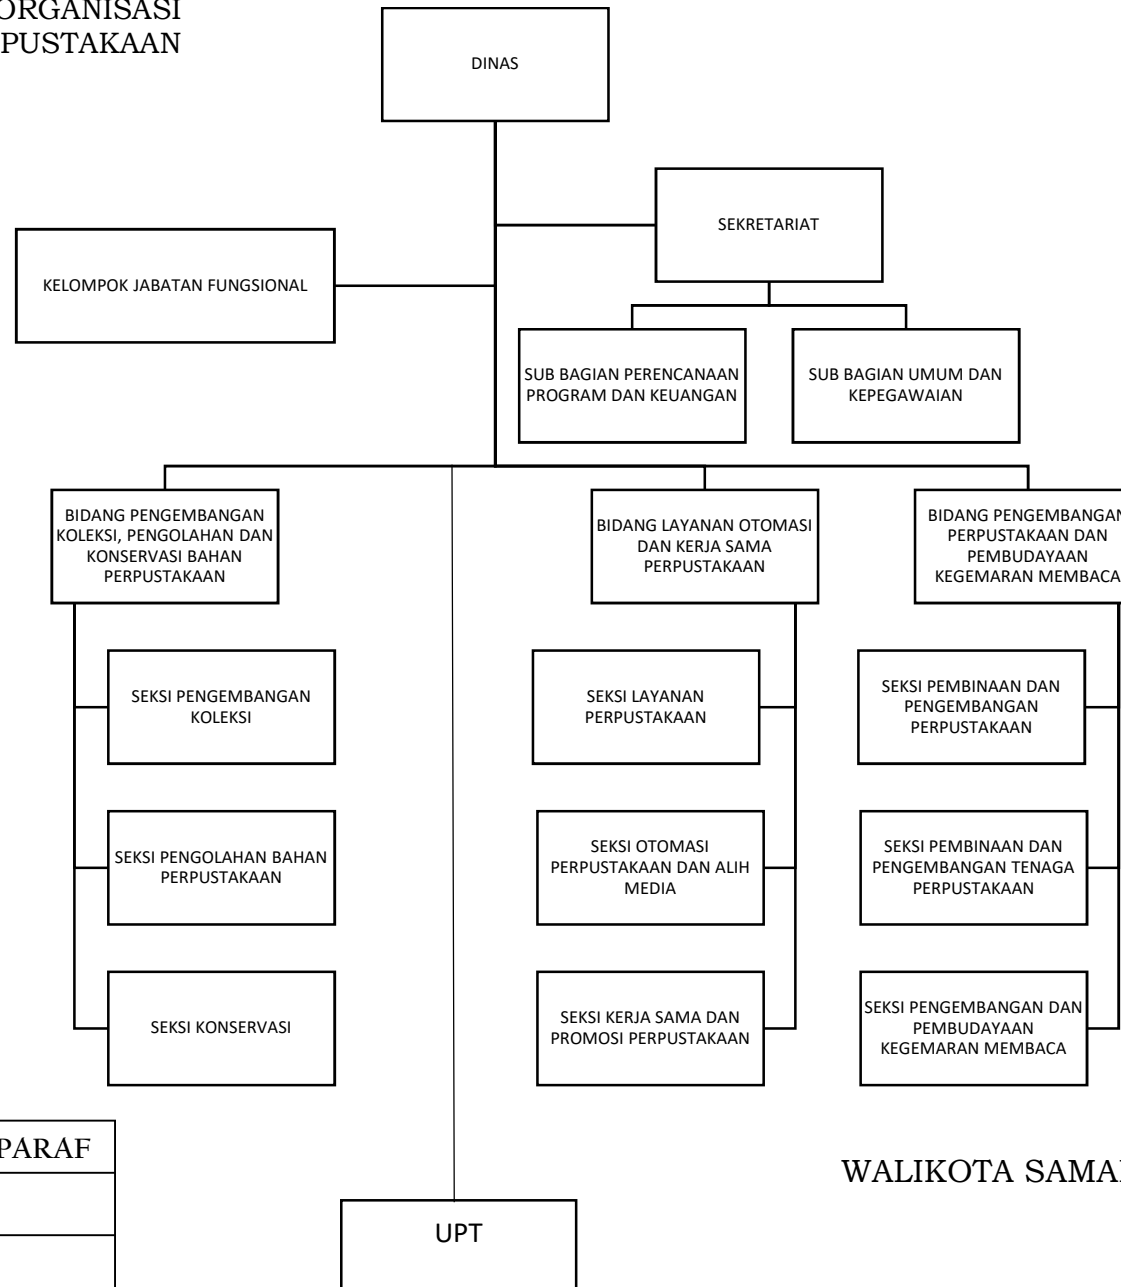 ORGANISASI
PUSTAKAAN
DINAS
SEKRETARIAT
KELOMPOK JABATAN FUNGSIONAL
SUB BAGIAN PERENCANAAN
PROGRAM DAN KEUANGAN
SUB BAGIAN UMUM DAN
KEPEGAWAIAN
BIDANG PENGEMBANGAN
KOLEKSI, PENGOLAHAN DAN
KONSERVASI BAHAN
PERPUSTAKAAN
BIDANG LAYANAN OTOMASI
DAN KERJA SAMA
PERPUSTAKAAN
BIDANG PENGEMBANGAN
PERPUSTAKAAN DAN
PEMBUDAYAAN
KEGEMARAN MEMBACA
SEKSI PENGEMBANGAN
KOLEKSI
SEKSI LAYANAN
PERPUSTAKAAN
SEKSI PEMBINAAN DAN
PENGEMBANGAN
PERPUSTAKAAN
SEKSI PENGOLAHAN BAHAN
PERPUSTAKAAN
SEKSI OTOMASI
PERPUSTAKAAN DAN ALIH
MEDIA
SEKSI PEMBINAAN DAN
PENGEMBANGAN TENAGA
PERPUSTAKAAN
SEKSI KONSERVASI
SEKSI KERJA SAMA DAN
PROMOSI PERPUSTAKAAN
SEKSI PENGEMBANGAN DAN
PEMBUDAYAAN
KEGEMARAN MEMBACA
PARAF
WALIKOTA SAMA
UPT